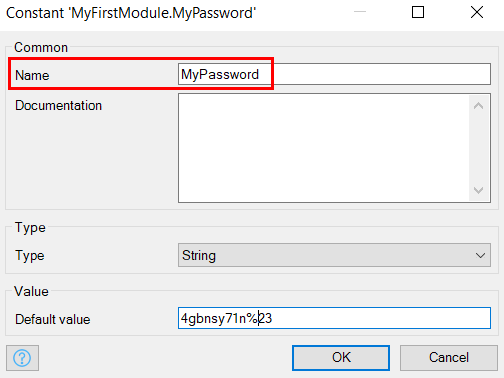 Constant 'MyFirstModule.MyPassword'
Common
Name MyPassword
Documentation
Type
Type String
Value
Default value 4gbnsy71n%23
? OK Cancel